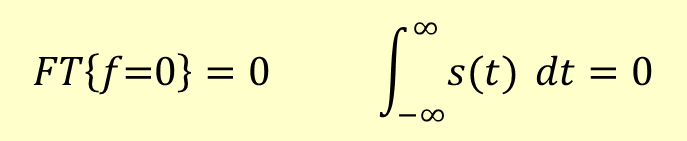 FT{f=0} = 0 ∫_{-∞}^{∞} s(t) dt = 0